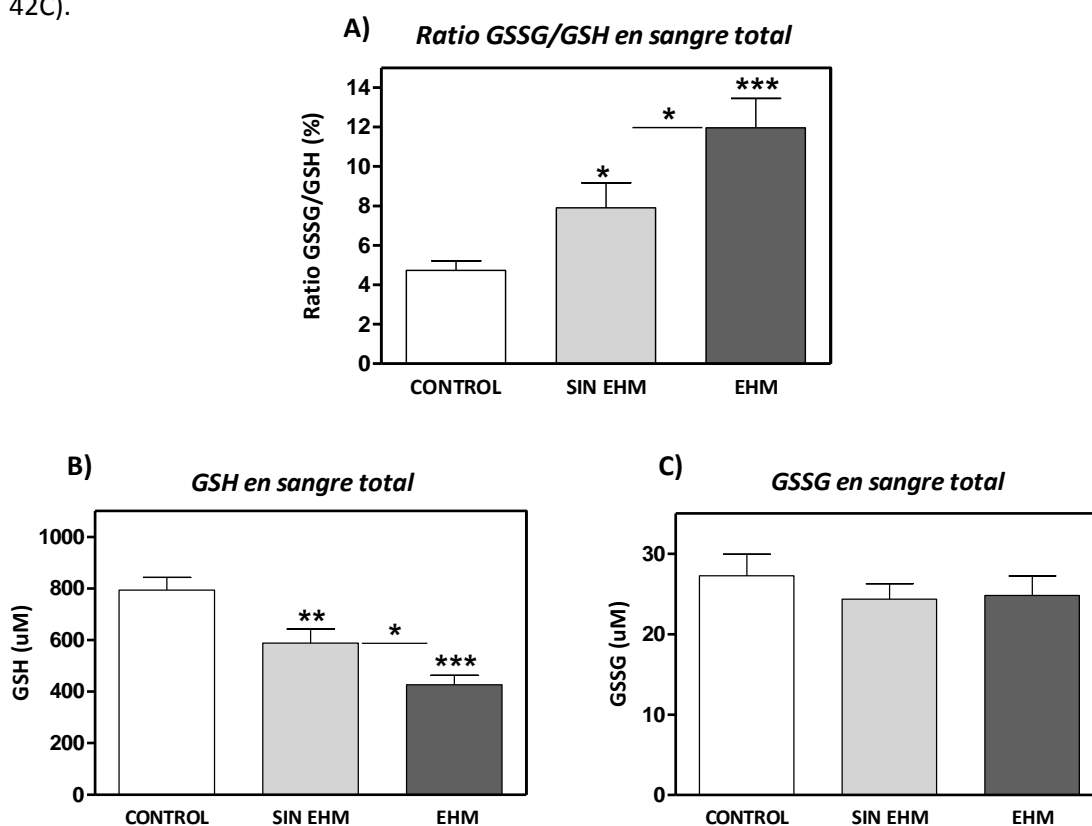 42C).
A) Ratio GSSG/GSH en sangre total
Ratio GSSG/GSH (%)
14
12
10
8
6
4
2
0
*
*
***
CONTROL SIN EHM EHM
B) GSH en sangre total
GSH (uM)
1000
800
600
400
200
0
**
*
***
CONTROL SIN EHM EHM
C) GSSG en sangre total
GSSG (uM)
30
20
10
0
CONTROL SIN EHM EHM